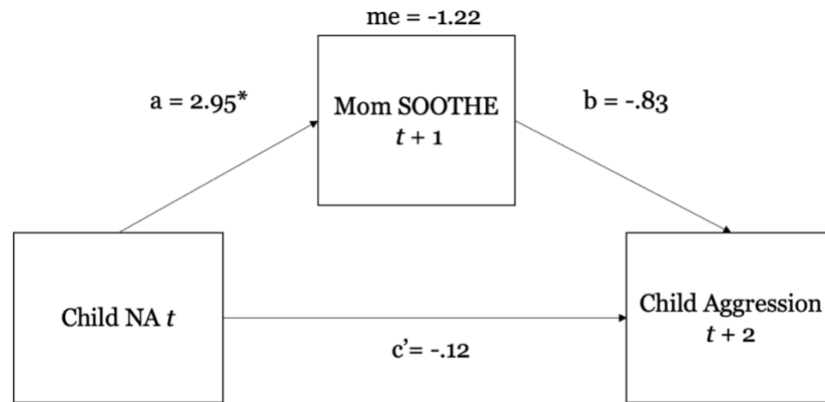 me = -1.22
a = 2.95*
b = -.83
Mom SOOTHE
t + 1
Child NA t
Child Aggression
t + 2
c’= -.12